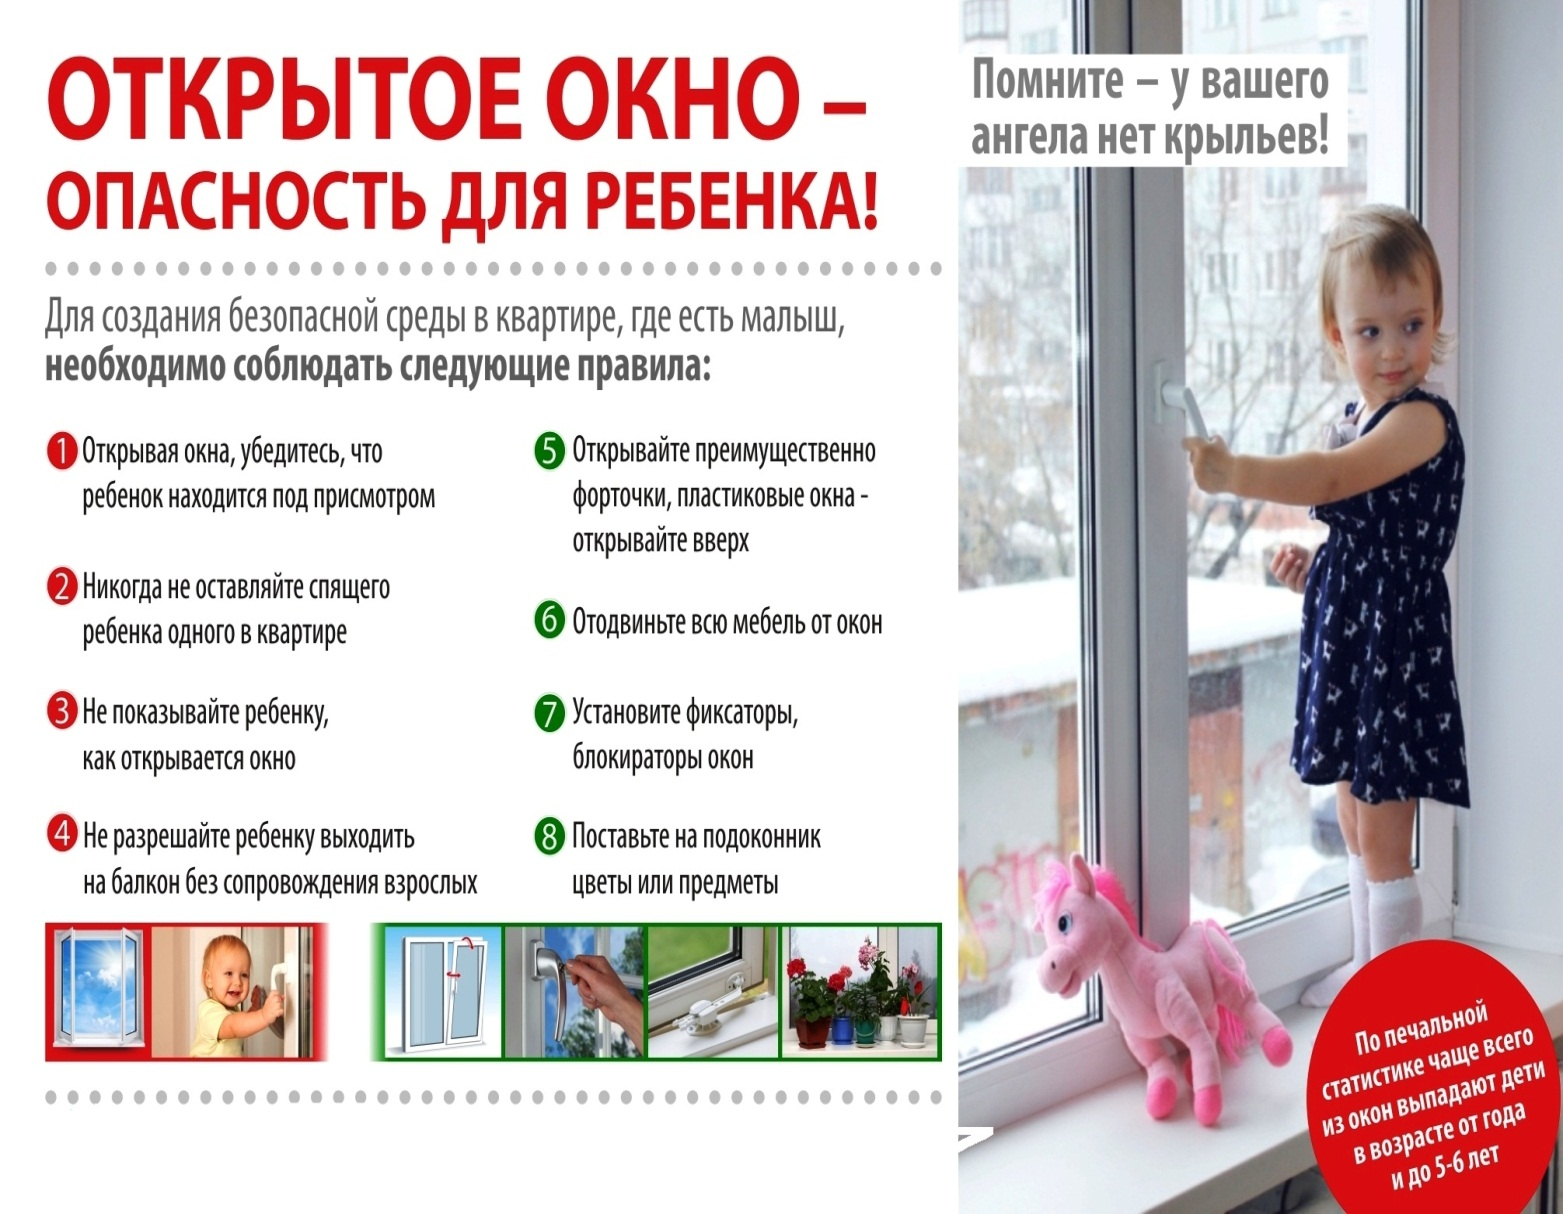 ОТКРЫТОЕ ОКНО –
ОПАСНОСТЬ ДЛЯ РЕБЕНКА!
Для создания безопасной среды в квартире, где есть малыш,
необходимо соблюдать следующие правила:
1 Открывая окна, убедитесь, что
ребенок находится под присмотром
2 Никогда не оставляйте спящего
ребенка одного в квартире
3 Не показывайте ребенку,
как открывается окно
4 Не разрешайте ребенку выходить
на балкон без сопровождения взрослых
5 Открывайте преимущественно
форточки, пластиковые окна -
открывайте вверх
6 Отодвиньте всю мебель от окон
7 Установите фиксаторы,
блокираторы окон
8 Поставьте на подоконник
цветы или предметы
Помните – у вашего
ангела нет крыльев!
По печальной
статистике чаще всего
из окон выпадают дети
в возрасте от года
и до 5-6 лет